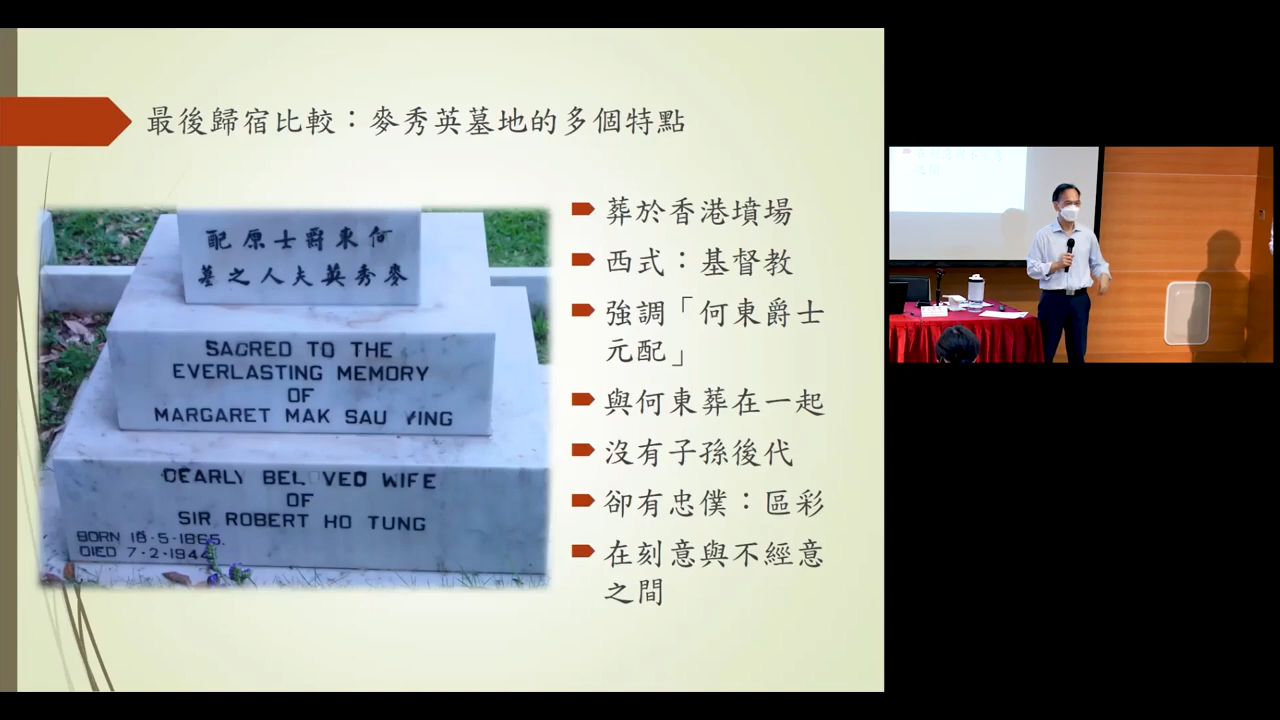 最後歸宿比較：麥秀英墓地的多個特點
配原士爵東何
墓之人夫英秀麥
SACRED TO THE
EVERLASTING MEMORY
OF
MARGARET MAK SAU YING
DEARLY BELOVED WIFE
OF
SIR ROBERT HO TUNG
BORN 18·5·1865.
DIED 7·2·1944
葬於香港墳場
西式：基督教
強調「何東爵士
元配」
與何東葬在一起
沒有子孫後代
卻有忠僕：區彩
在刻意與不經意
之間
之間